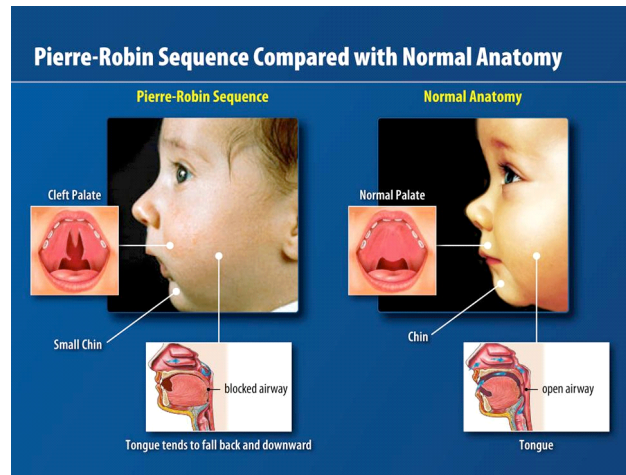 Pierre-Robin Sequence Compared with Normal Anatomy
Pierre-Robin Sequence
Normal Anatomy
Cleft Palate
Normal Palate
Small Chin
Chin
blocked airway
open airway
Tongue tends to fall back and downward
Tongue